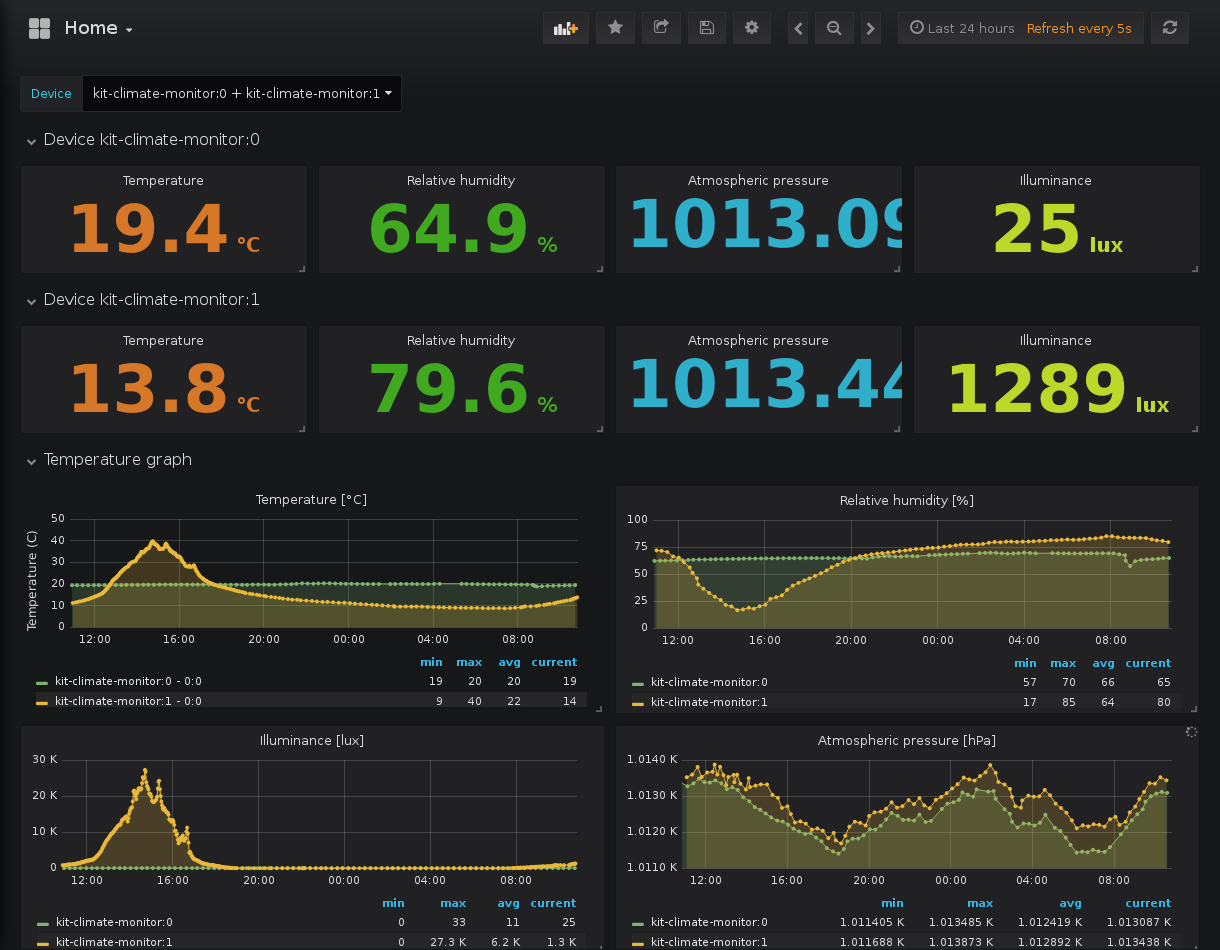 Home
Last 24 hours Refresh every 5s
Device kit-climate-monitor:0 + kit-climate-monitor:1
Device kit-climate-monitor:0
Temperature Relative humidity Atmospheric pressure Illuminance
19.4 °C 64.9 % 1013.09 25 lux
Device kit-climate-monitor:1
Temperature Relative humidity Atmospheric pressure Illuminance
13.8 °C 79.6 % 1013.44 1289 lux
Temperature graph
Temperature [°C]
Temperature (C)
50
40
30
20
10
0
12:00 16:00 20:00 00:00 04:00 08:00
min max avg current
kit-climate-monitor:0 - 0:0 19 20 20 19
kit-climate-monitor:1 - 0:0 9 40 22 14
Relative humidity [%]
100
75
50
25
0
12:00 16:00 20:00 00:00 04:00 08:00
min max avg current
kit-climate-monitor:0 57 70 66 65
kit-climate-monitor:1 17 85 64 80
Illuminance [lux]
30 K
20 K
10 K
0
12:00 16:00 20:00 00:00 04:00 08:00
min max avg current
kit-climate-monitor:0 0 33 11 25
kit-climate-monitor:1 0 27.3 K 6.2 K 1.3 K
Atmospheric pressure [hPa]
1.0140 K
1.0130 K
1.0120 K
1.0110 K
12:00 16:00 20:00 00:00 04:00 08:00
min max avg current
kit-climate-monitor:0 1.011405 K 1.013485 K 1.012419 K 1.013087 K
kit-climate-monitor:1 1.011688 K 1.013873 K 1.012892 K 1.013438 K